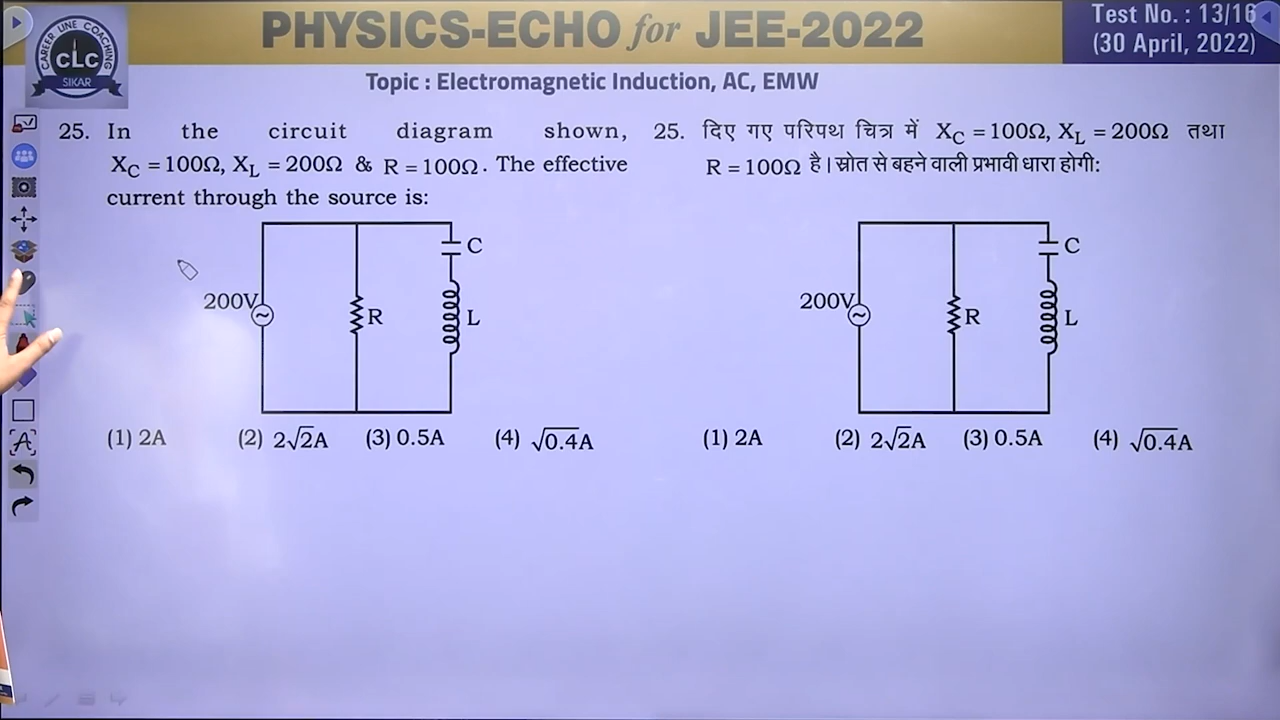 PHYSICS-ECHO for JEE-2022
Test No. : 13/16
(30 April, 2022)
CAREER LINE COACHING
CLC
SIKAR
Topic : Electromagnetic Induction, AC, EMW
25. In the circuit diagram shown,
X_C = 100Ω, X_L = 200Ω & R = 100Ω. The effective
current through the source is:
200V
R
C
L
(1) 2A (2) 2√2A (3) 0.5A (4) √0.4A
25. दिए गए परिपथ चित्र में X_C = 100Ω, X_L = 200Ω तथा
R = 100Ω है। स्रोत से बहने वाली प्रभावी धारा होगी:
200V
R
C
L
(1) 2A (2) 2√2A (3) 0.5A (4) √0.4A